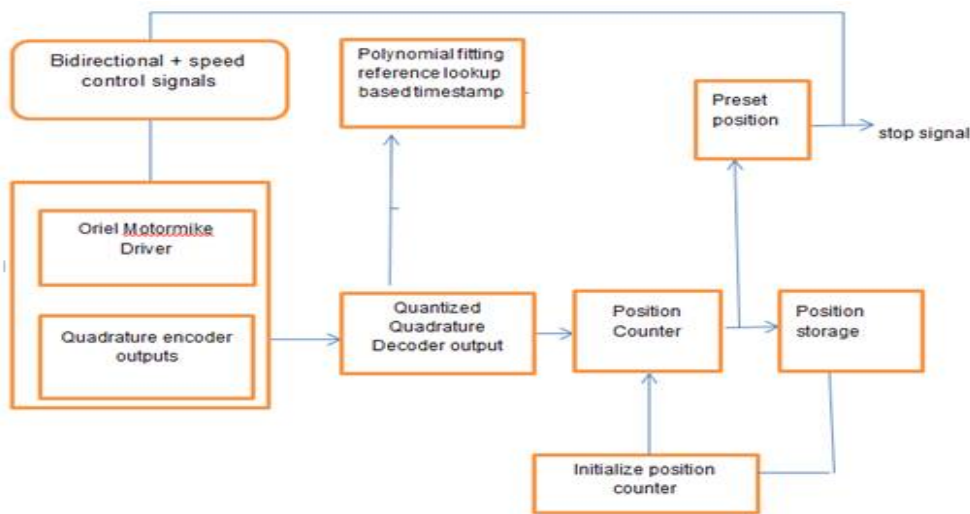 Bidirectional + speed
control signals
Polynomial fitting
reference lookup
based timestamp
Preset
position
stop signal
Oriel Motormike
Driver
Quadrature encoder
outputs
Quantized
Quadrature
Decoder output
Position
Counter
Position
storage
Initialize position
counter